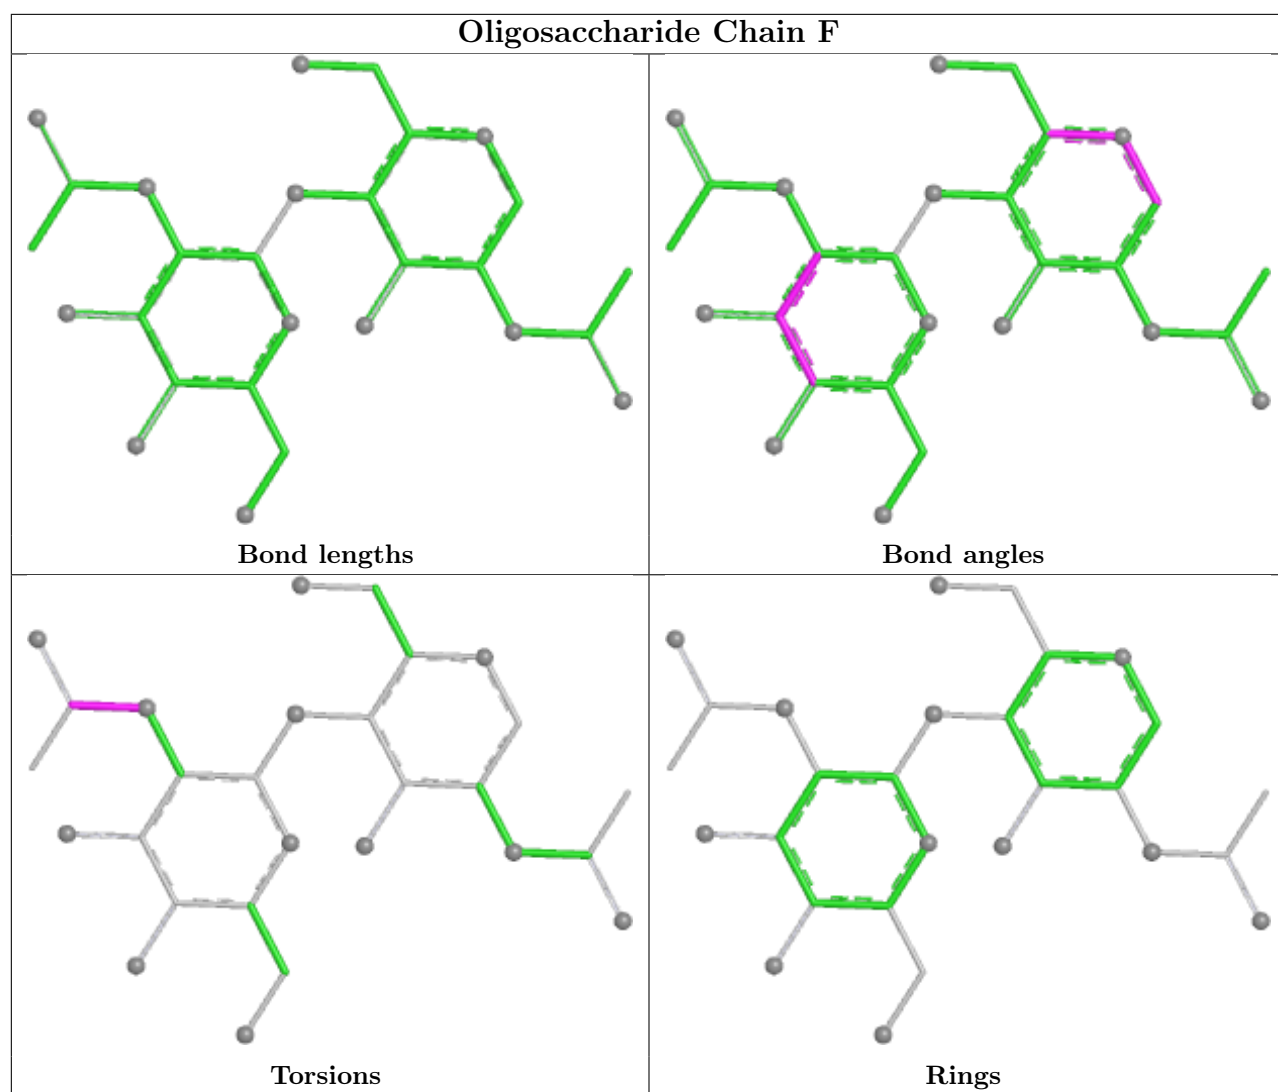 Oligosaccharide Chain F
Bond lengths
Bond angles
Torsions
Rings